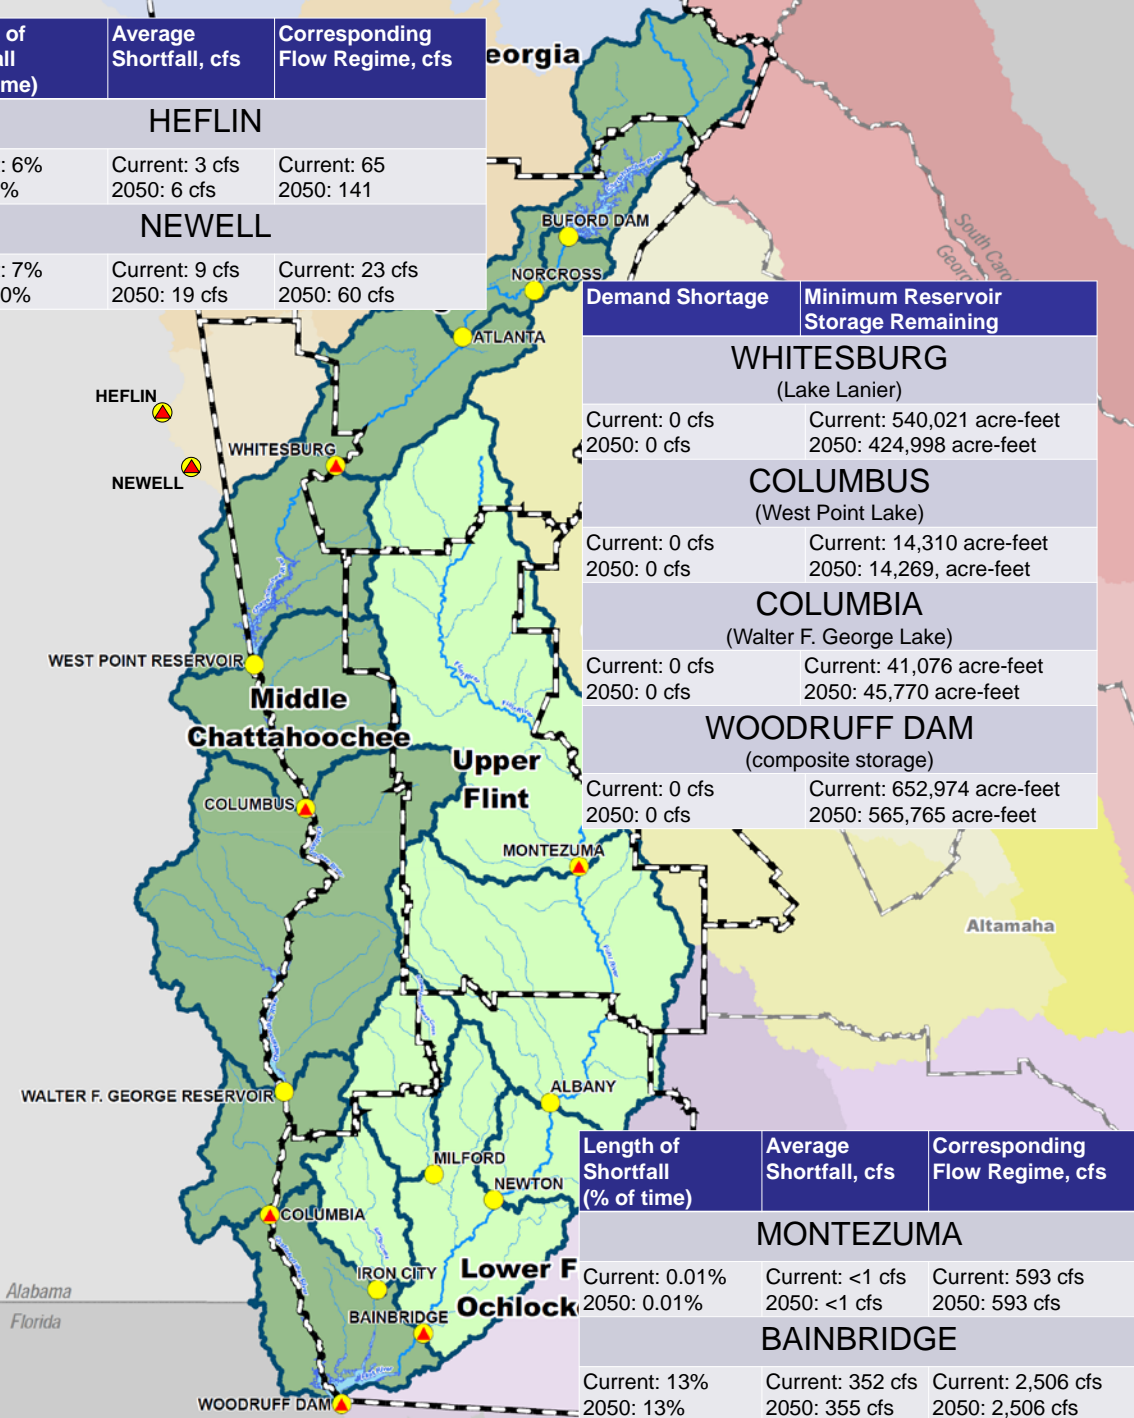 of
all
me)
Average
Shortfall, cfs
Corresponding
Flow Regime, cfs
HEFLIN
: 6%
%
Current: 3 cfs
2050: 6 cfs
Current: 65
2050: 141
NEWELL
: 7%
0%
Current: 9 cfs
2050: 19 cfs
Current: 23 cfs
2050: 60 cfs
eorgia
BUFORD DAM
NORCROSS
ATLANTA
South Caro
Georg
HEFLIN
NEWELL
WHITESBURG
Demand Shortage
Minimum Reservoir
Storage Remaining
WHITESBURG
(Lake Lanier)
Current: 0 cfs
2050: 0 cfs
Current: 540,021 acre-feet
2050: 424,998 acre-feet
COLUMBUS
(West Point Lake)
Current: 0 cfs
2050: 0 cfs
Current: 14,310 acre-feet
2050: 14,269, acre-feet
COLUMBIA
(Walter F. George Lake)
Current: 0 cfs
2050: 0 cfs
Current: 41,076 acre-feet
2050: 45,770 acre-feet
WOODRUFF DAM
(composite storage)
Current: 0 cfs
2050: 0 cfs
Current: 652,974 acre-feet
2050: 565,765 acre-feet
WEST POINT RESERVOIR
Middle
Chattahoochee
Upper
Flint
COLUMBUS
MONTEZUMA
Altamaha
Flint River
WALTER F. GEORGE RESERVOIR
ALBANY
MILFORD
NEWTON
COLUMBIA
IRON CITY
BAINBRIDGE
WOODRUFF DAM
Lower F
Ochlock
Alabama
Florida
Length of
Shortfall
(% of time)
Average
Shortfall, cfs
Corresponding
Flow Regime, cfs
MONTEZUMA
Current: 0.01%
2050: 0.01%
Current: <1 cfs
2050: <1 cfs
Current: 593 cfs
2050: 593 cfs
BAINBRIDGE
Current: 13%
2050: 13%
Current: 352 cfs
2050: 355 cfs
Current: 2,506 cfs
2050: 2,506 cfs